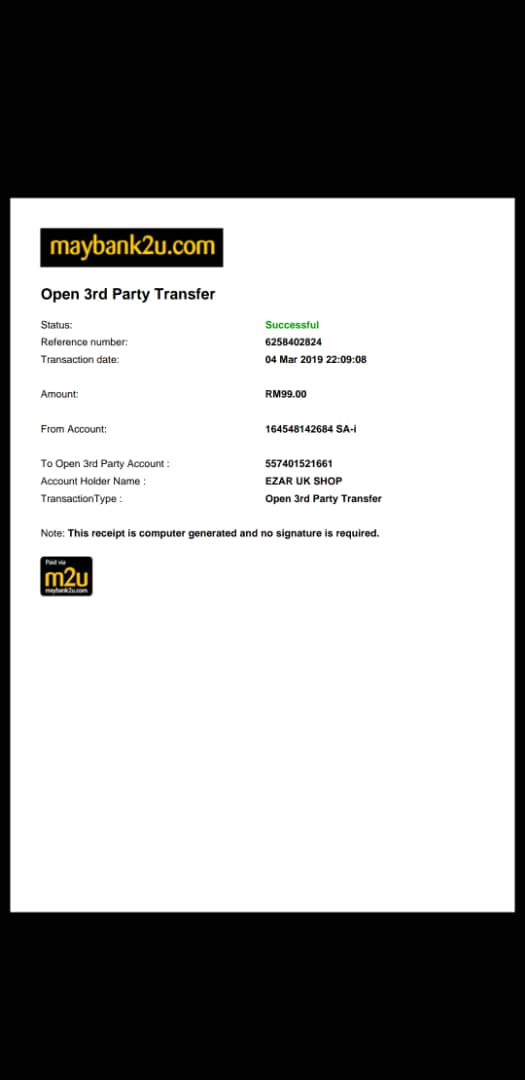 maybank2u.com
Open 3rd Party Transfer
Status: Successful
Reference number: 6258402824
Transaction date: 04 Mar 2019 22:09:08
Amount: RM99.00
From Account: 164548142684 SA-i
To Open 3rd Party Account : 557401521661
Account Holder Name : EZAR UK SHOP
TransactionType : Open 3rd Party Transfer
Note: This receipt is computer generated and no signature is required.
Paid via
m2u
maybank2u.com